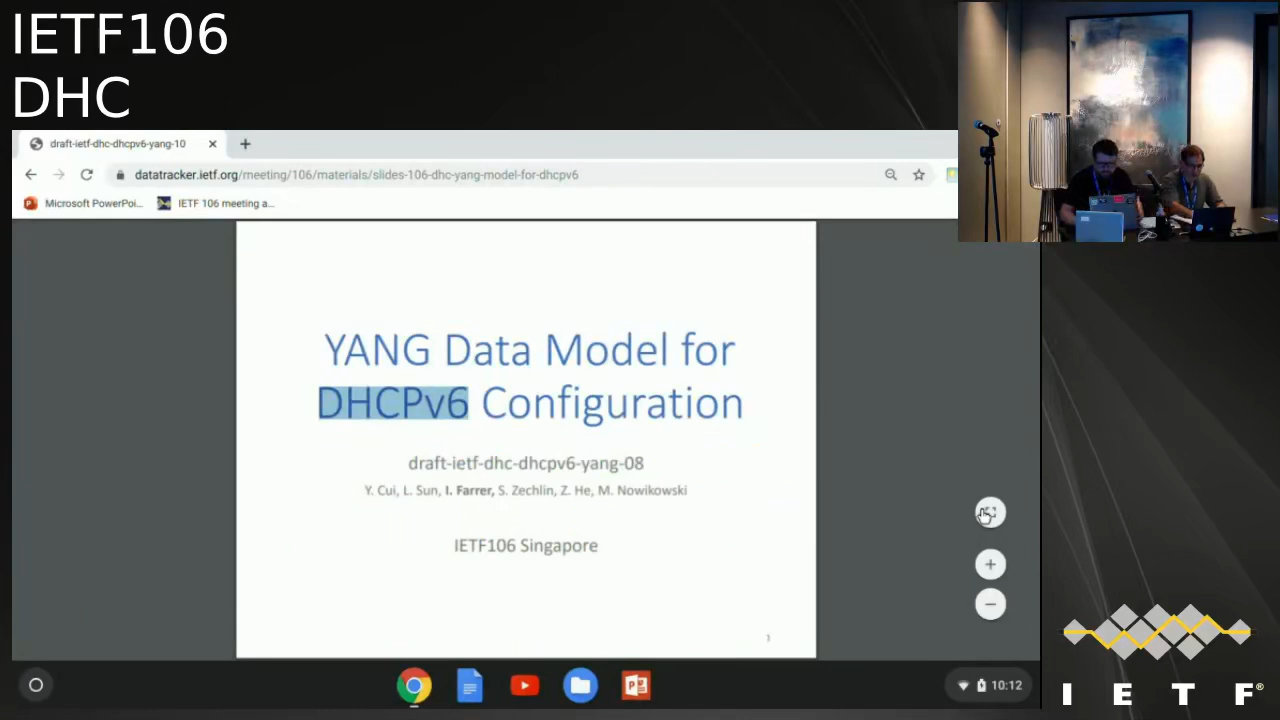 IETF106
DHC
draft-ietf-dhc-dhcpv6-yang-10
datatracker.ietf.org/meeting/106/materials/slides-106-dhc-yang-model-for-dhcpv6
Microsoft PowerPoi...
IETF 106 meeting a...
YANG Data Model for
DHCPv6 Configuration
draft-ietf-dhc-dhcpv6-yang-08
Y. Cui, L. Sun, I. Farrer, S. Zechlin, Z. He, M. Nowikowski
IETF106 Singapore
1
10:12
I E T F®